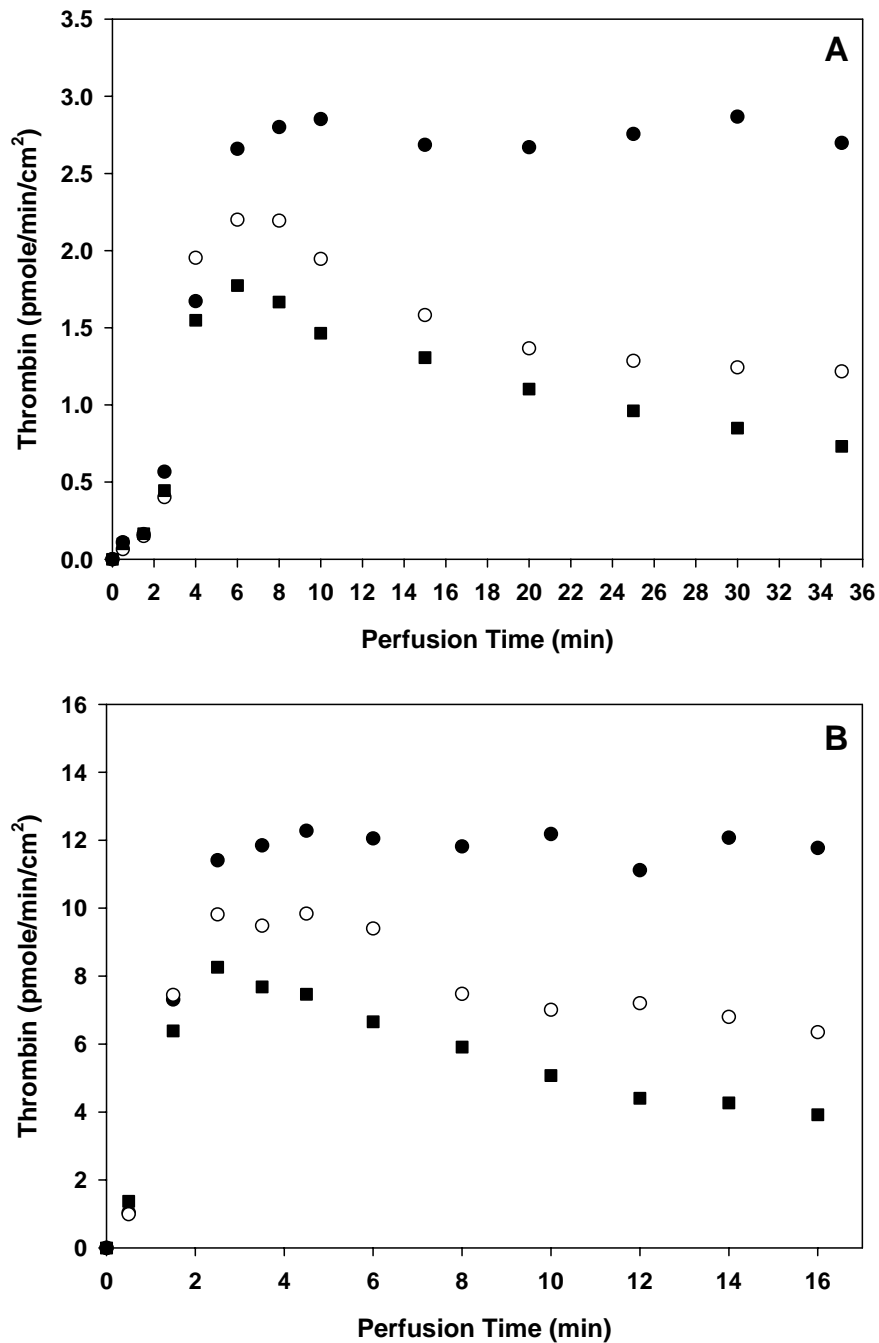 A
3.5
3.0
2.5
2.0
1.5
1.0
0.5
0.0
Thrombin (pmole/min/cm²)
0 2 4 6 8 10 12 14 16 18 20 22 24 26 28 30 32 34 36
Perfusion Time (min)
B
16
14
12
10
8
6
4
2
0
Thrombin (pmole/min/cm²)
0 2 4 6 8 10 12 14 16
Perfusion Time (min)